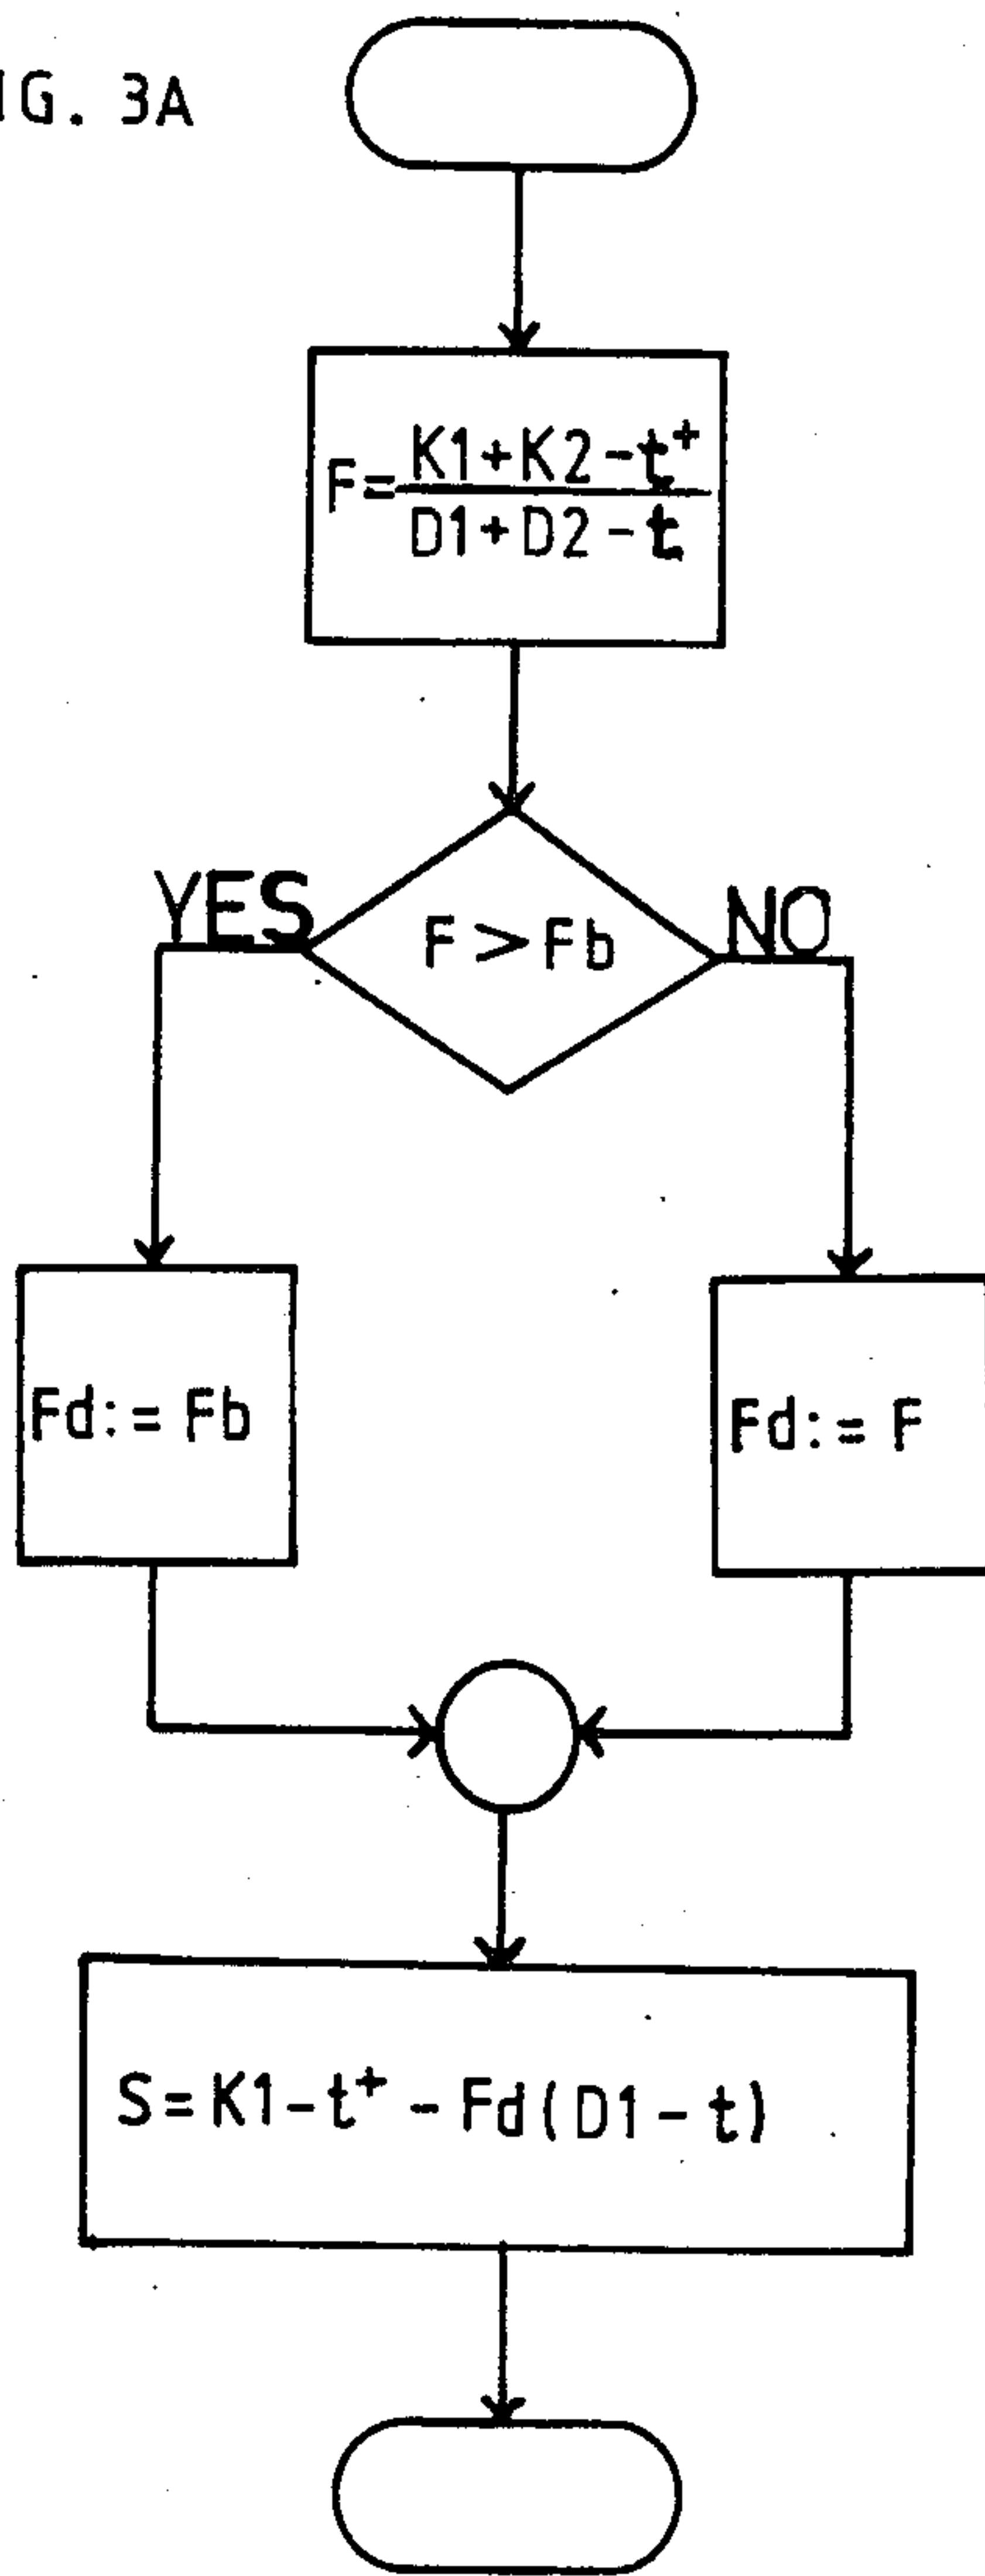 IG. 3A
F = K1+K2-t⁺
D1+D2-t
YES
F > Fb
NO
Fd:= Fb
Fd:= F
S = K1-t⁺ - Fd(D1-t)